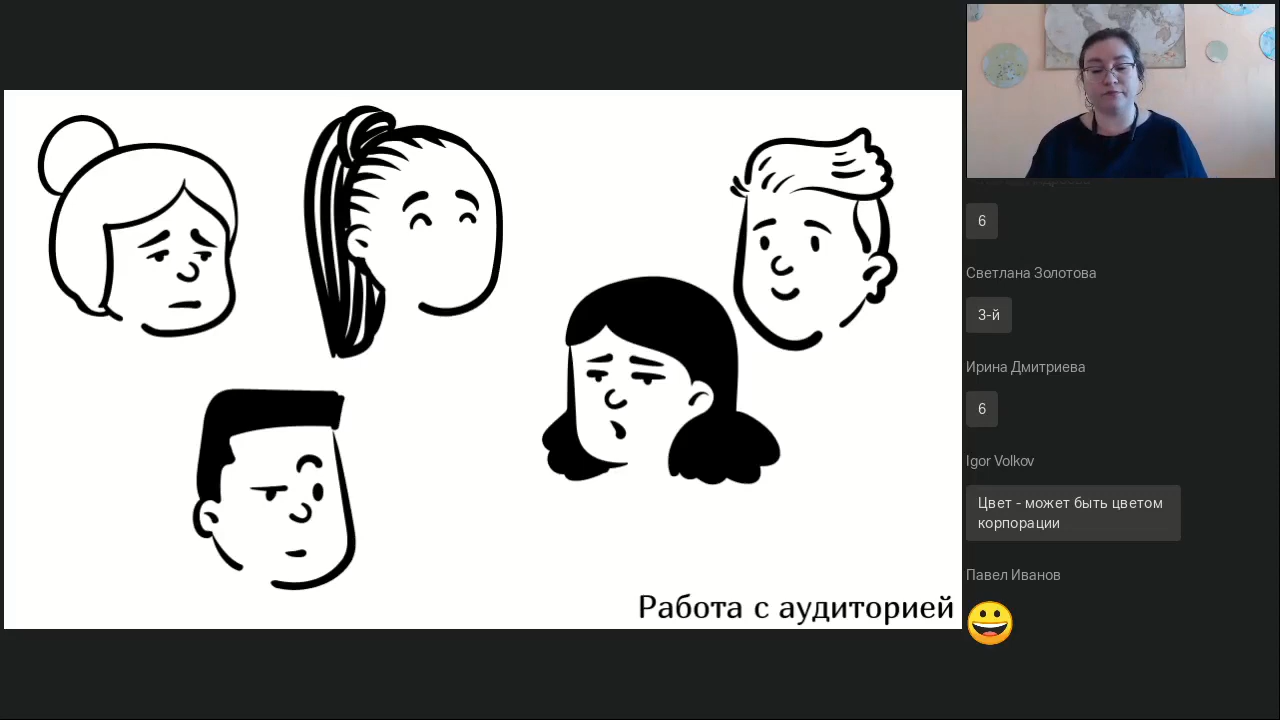 Работа с аудиторией
6
Светлана Золотова
3-й
Ирина Дмитриева
6
Igor Volkov
Цвет - может быть цветом
корпорации
Павел Иванов